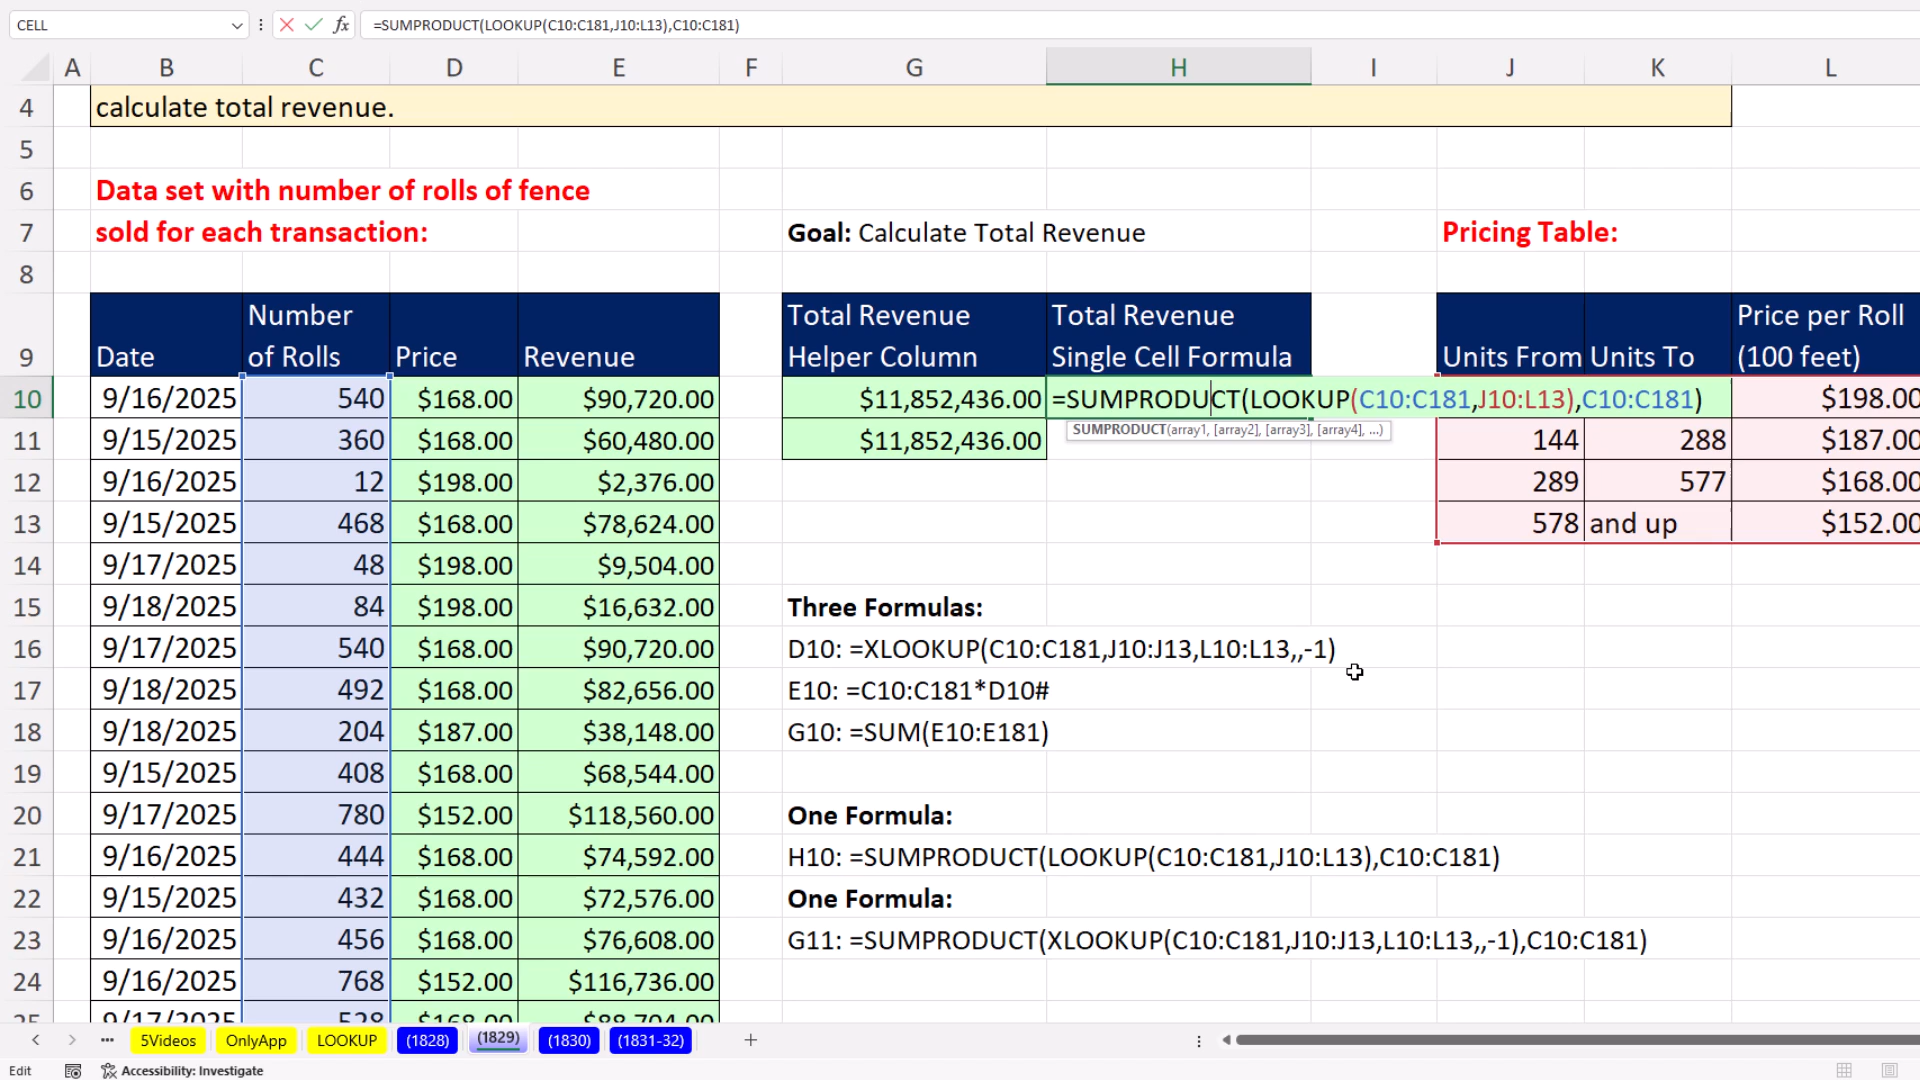 CELL
=SUMPRODUCT(LOOKUP(C10:C181,J10:L13),C10:C181)
A B C D E F G H I J K L
4 calculate total revenue.
5
6 Data set with number of rolls of fence
7 sold for each transaction: Goal: Calculate Total Revenue Pricing Table:
8
Number Total Revenue Total Revenue Price per Roll
9 Date of Rolls Price Revenue Helper Column Single Cell Formula Units From Units To (100 feet)
10 9/16/2025 540 $168.00 $90,720.00 $11,852,436.00 =SUMPRODUCT(LOOKUP(C10:C181,J10:L13),C10:C181) $198.00
SUMPRODUCT(array1, [array2], [array3], [array4], ...)
11 9/15/2025 360 $168.00 $60,480.00 $11,852,436.00 144 288 $187.00
12 9/16/2025 12 $198.00 $2,376.00 289 577 $168.00
13 9/15/2025 468 $168.00 $78,624.00 578 and up $152.00
14 9/17/2025 48 $198.00 $9,504.00
15 9/18/2025 84 $198.00 $16,632.00 Three Formulas:
16 9/17/2025 540 $168.00 $90,720.00 D10: =XLOOKUP(C10:C181,J10:J13,L10:L13,,-1)
17 9/18/2025 492 $168.00 $82,656.00 E10: =C10:C181*D10#
18 9/18/2025 204 $187.00 $38,148.00 G10: =SUM(E10:E181)
19 9/15/2025 408 $168.00 $68,544.00
20 9/17/2025 780 $152.00 $118,560.00 One Formula:
21 9/16/2025 444 $168.00 $74,592.00 H10: =SUMPRODUCT(LOOKUP(C10:C181,J10:L13),C10:C181)
22 9/15/2025 432 $168.00 $72,576.00 One Formula:
23 9/16/2025 456 $168.00 $76,608.00 G11: =SUMPRODUCT(XLOOKUP(C10:C181,J10:J13,L10:L13,,-1),C10:C181)
24 9/16/2025 768 $152.00 $116,736.00
25 9/17/2025 528 $168.00 $88,704.00
5Videos OnlyApp LOOKUP (1828) (1829) (1830) (1831-32)
Edit Accessibility: Investigate